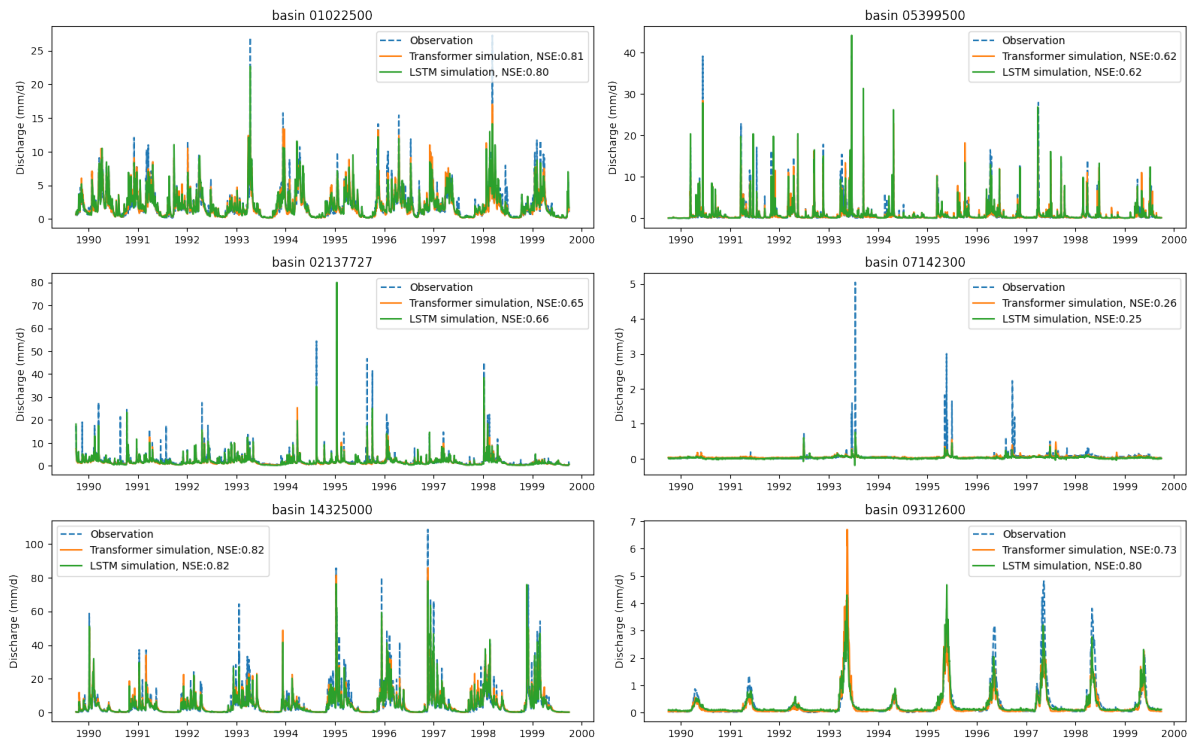 basin 01022500
Discharge (mm/d)
25
20
15
10
5
0
Observation
Transformer simulation, NSE:0.81
LSTM simulation, NSE:0.80
1990 1991 1992 1993 1994 1995 1996 1997 1998 1999 2000
basin 05399500
Discharge (mm/d)
40
30
20
10
0
Observation
Transformer simulation, NSE:0.62
LSTM simulation, NSE:0.62
1990 1991 1992 1993 1994 1995 1996 1997 1998 1999 2000
basin 02137727
Discharge (mm/d)
80
70
60
50
40
30
20
10
0
Observation
Transformer simulation, NSE:0.65
LSTM simulation, NSE:0.66
1990 1991 1992 1993 1994 1995 1996 1997 1998 1999 2000
basin 07142300
Discharge (mm/d)
5
4
3
2
1
0
Observation
Transformer simulation, NSE:0.26
LSTM simulation, NSE:0.25
1990 1991 1992 1993 1994 1995 1996 1997 1998 1999 2000
basin 14325000
Discharge (mm/d)
100
80
60
40
20
0
Observation
Transformer simulation, NSE:0.82
LSTM simulation, NSE:0.82
1990 1991 1992 1993 1994 1995 1996 1997 1998 1999 2000
basin 09312600
Discharge (mm/d)
7
6
5
4
3
2
1
0
Observation
Transformer simulation, NSE:0.73
LSTM simulation, NSE:0.80
1990 1991 1992 1993 1994 1995 1996 1997 1998 1999 2000